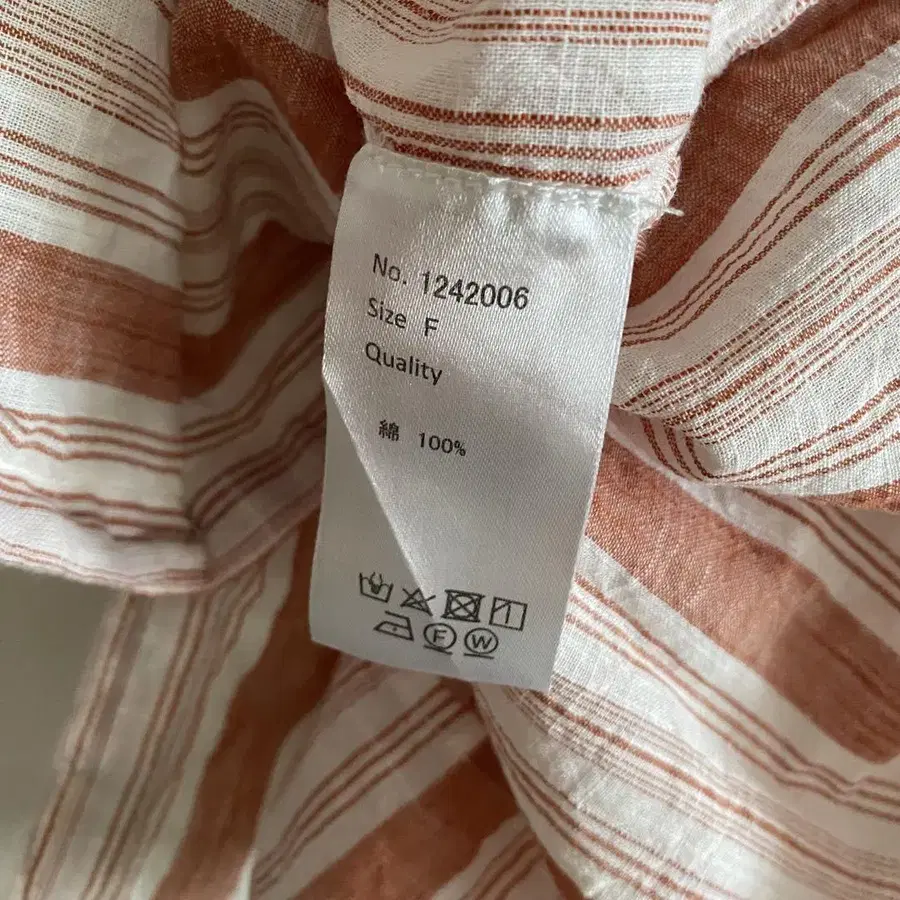 No. 1242006
Size F
Quality
綿 100%
F W